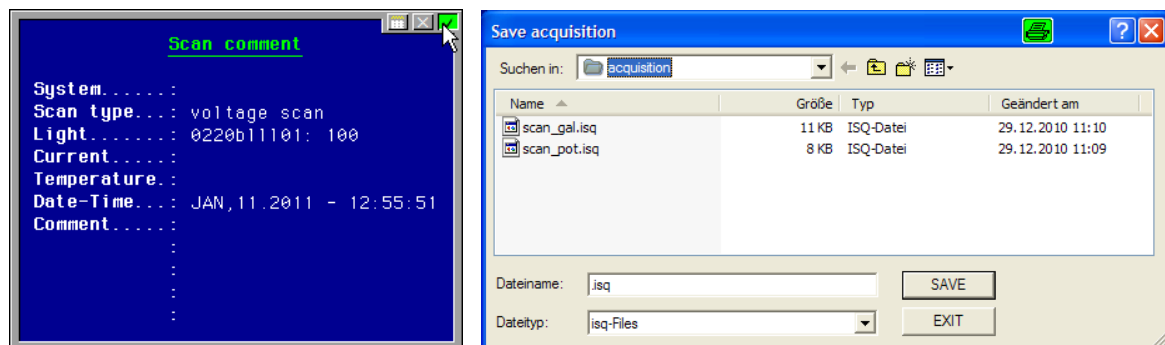 Scan comment
System......:
Scan type...: voltage scan
Light.......: 0220blll01: 100
Current.....:
Temperature.:
Date-Time...: JAN,11.2011 - 12:55:51
Comment.....:
:
:
:
:
Save acquisition
Suchen in: acquisition
Name Größe Typ Geändert am
scan_gal.isq 11 KB ISQ-Datei 29.12.2010 11:10
scan_pot.isq 8 KB ISQ-Datei 29.12.2010 11:09
Dateiname: .isq SAVE
Dateityp: isq-Files EXIT